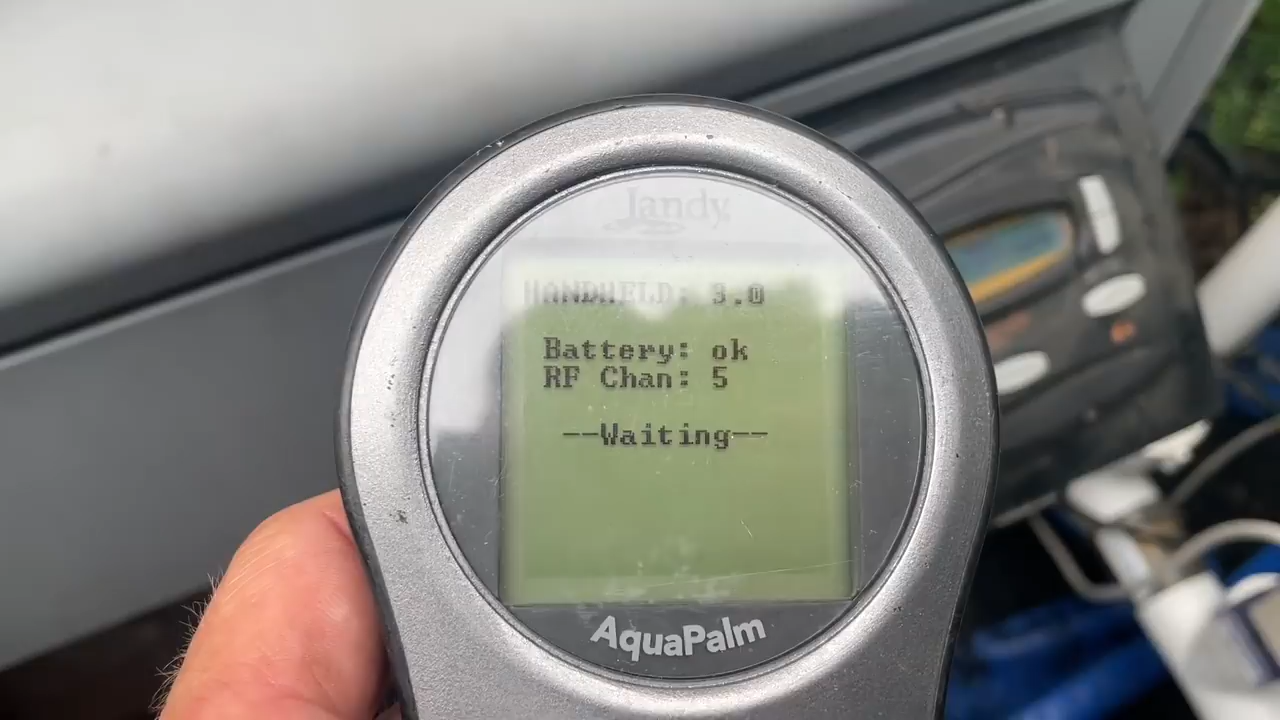 Jandy
HANDHELD: 3.0
Battery: ok
RF Chan: 5
--Waiting--
AquaPalm